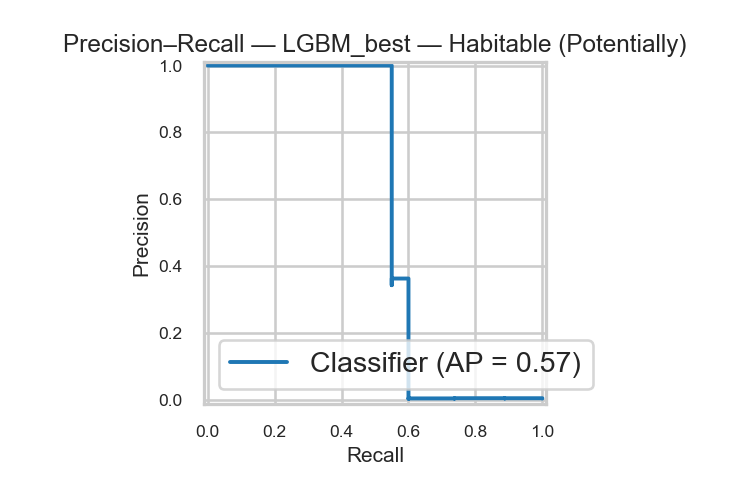 Precision–Recall — LGBM_best — Habitable (Potentially)
1.0
0.8
0.6
0.4
0.2
0.0
Precision
Classifier (AP = 0.57)
0.0 0.2 0.4 0.6 0.8 1.0
Recall